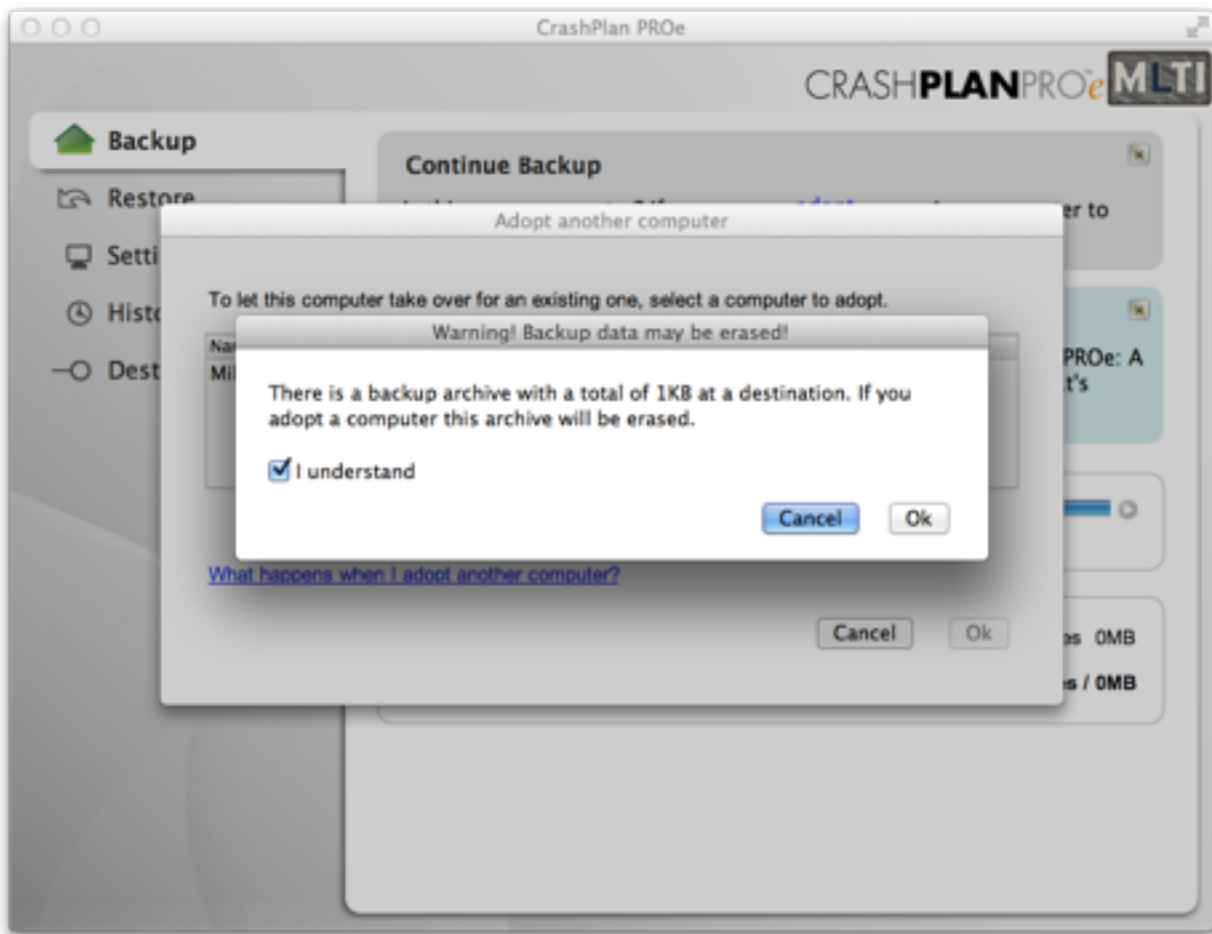 CrashPlan PROe
CRASHPLANPROe MLTI
Backup
Restore
Setti
Histo
Dest
Continue Backup
adopt
er to
Adopt another computer
To let this computer take over for an existing one, select a computer to adopt.
Na
Mi
Warning! Backup data may be erased!
There is a backup archive with a total of 1KB at a destination. If you
adopt a computer this archive will be erased.
I understand
Cancel Ok
PROe: A
t's
What happens when I adopt another computer?
Cancel Ok
es 0MB
s / 0MB